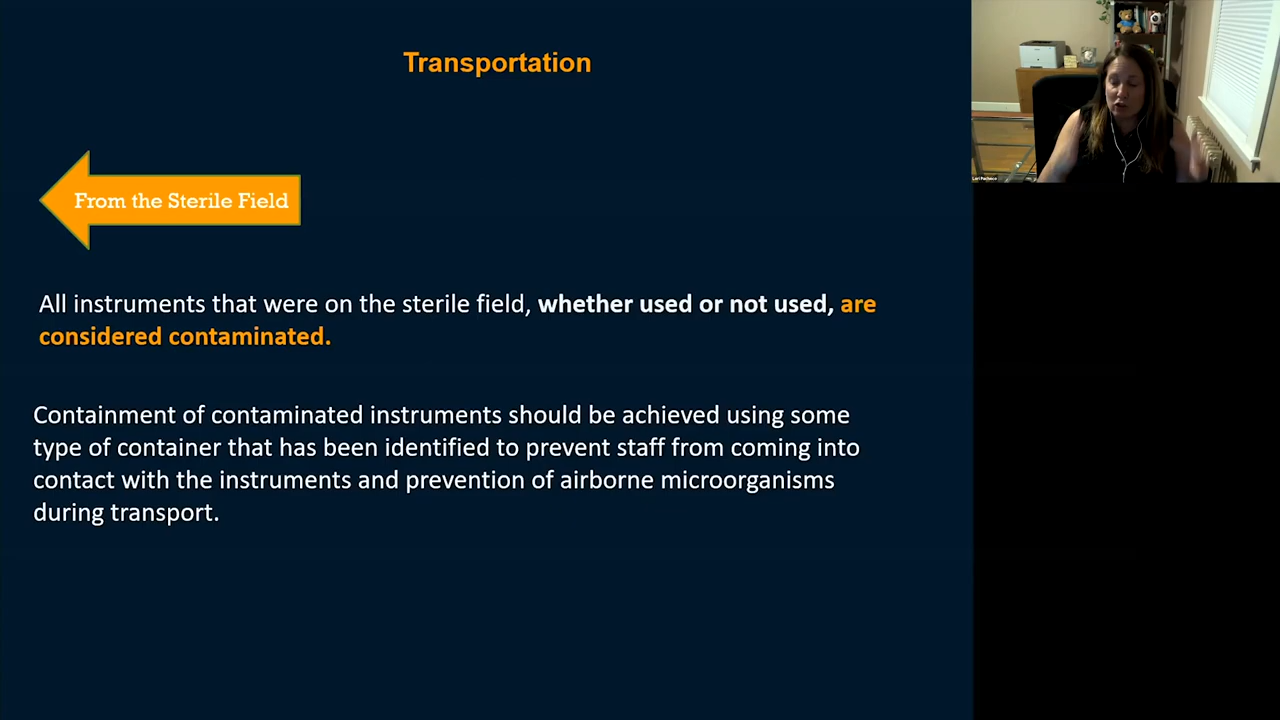 Transportation
From the Sterile Field
All instruments that were on the sterile field, whether used or not used, are
considered contaminated.
Containment of contaminated instruments should be achieved using some
type of container that has been identified to prevent staff from coming into
contact with the instruments and prevention of airborne microorganisms
during transport.
Lori Pacheco